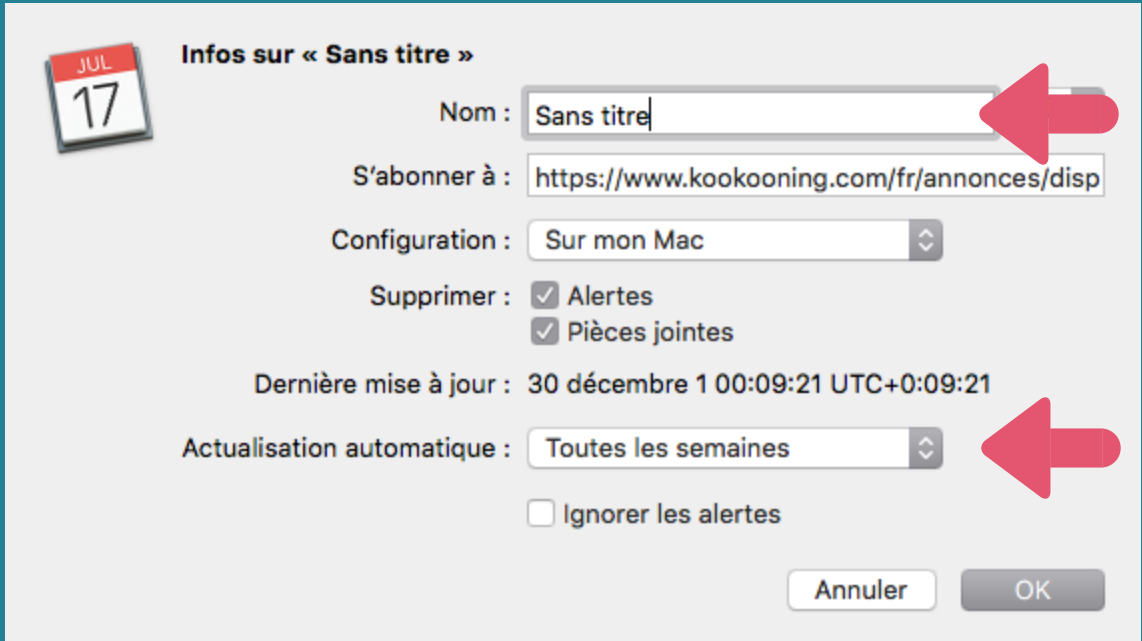 JUL
17
Infos sur « Sans titre »
Nom : Sans titre
S'abonner à : https://www.kookooning.com/fr/annonces/disp
Configuration : Sur mon Mac
Supprimer : Alertes
Pièces jointes
Dernière mise à jour : 30 décembre 1 00:09:21 UTC+0:09:21
Actualisation automatique : Toutes les semaines
Ignorer les alertes
Annuler OK